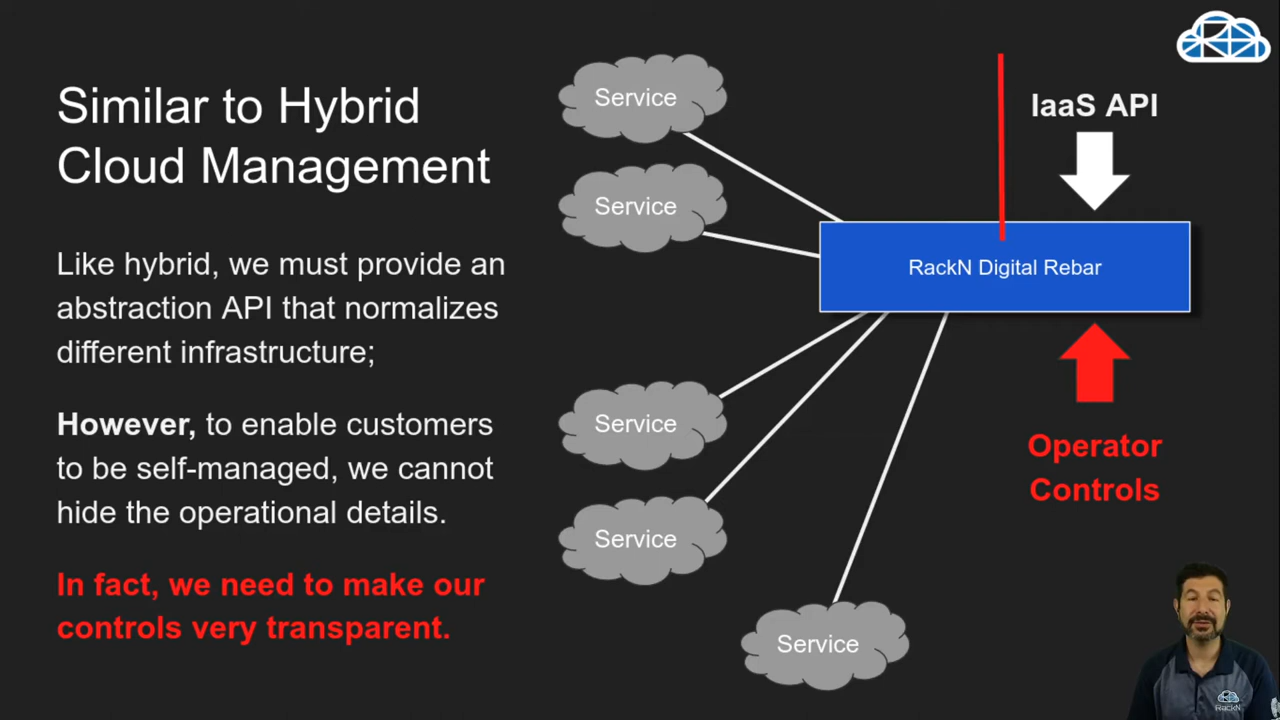 Similar to Hybrid
Cloud Management
Like hybrid, we must provide an
abstraction API that normalizes
different infrastructure;
However, to enable customers
to be self-managed, we cannot
hide the operational details.
In fact, we need to make our
controls very transparent.
Service
Service
Service
Service
Service
IaaS API
RackN Digital Rebar
Operator
Controls
RackN